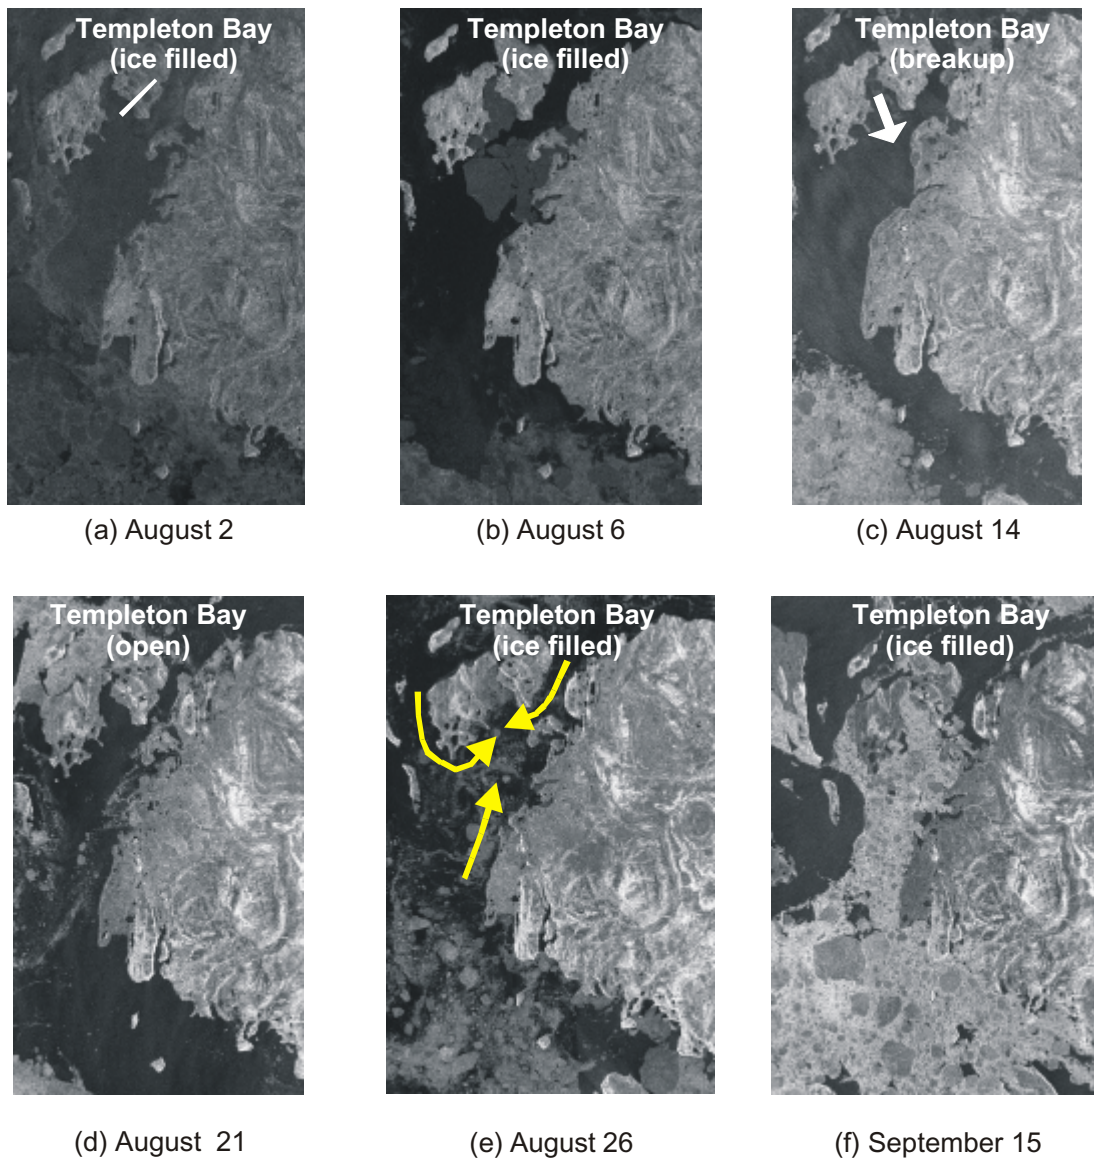 Templeton Bay
(ice filled)
Templeton Bay
(ice filled)
Templeton Bay
(breakup)
(a) August 2
(b) August 6
(c) August 14
Templeton Bay
(open)
Templeton Bay
(ice filled)
Templeton Bay
(ice filled)
(d) August 21
(e) August 26
(f) September 15